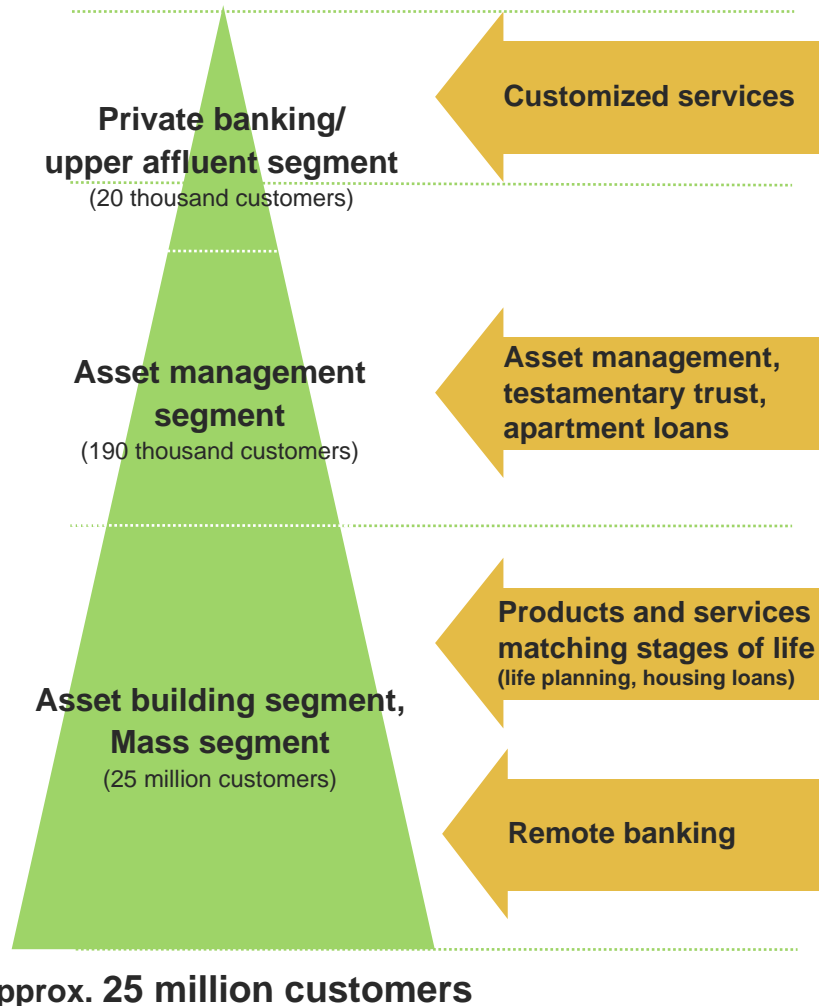 Customized services
Private banking/
upper affluent segment
(20 thousand customers)
Asset management
segment
(190 thousand customers)
Asset management,
testamentary trust,
apartment loans
Products and services
matching stages of life
(life planning, housing loans)
Asset building segment,
Mass segment
(25 million customers)
Remote banking
pprox. 25 million customers